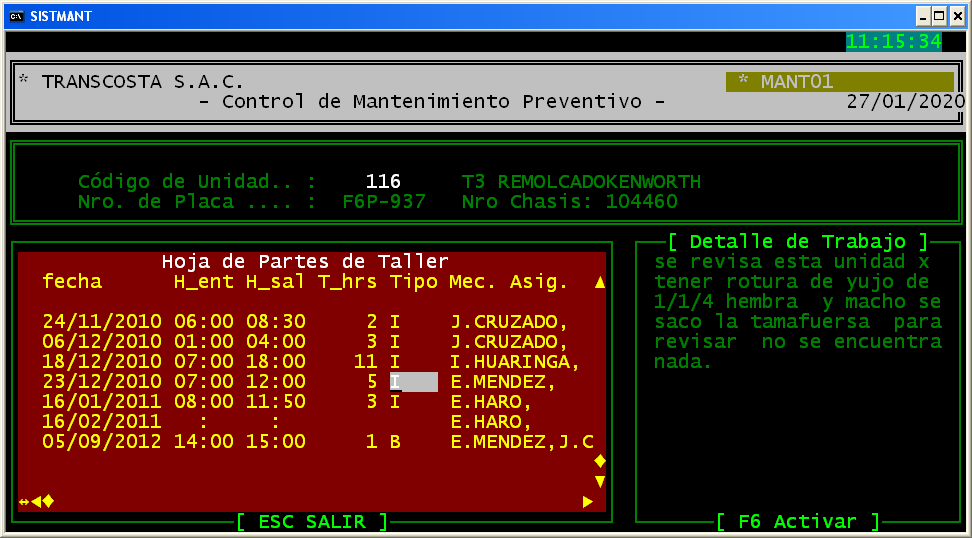 SISTMANT
11:15:34
* TRANSCOSTA S.A.C. * MANT01
- Control de Mantenimiento Preventivo - 27/01/2020
Código de Unidad.. : 116 T3 REMOLCADOKENWORTH
Nro. de Placa .... : F6P-937 Nro Chasis: 104460
Hoja de Partes de Taller
fecha H_ent H_sal T_hrs Tipo Mec. Asig.
24/11/2010 06:00 08:30 2 I J.CRUZADO,
06/12/2010 01:00 04:00 3 I J.CRUZADO,
18/12/2010 07:00 18:00 11 I I.HUARINGA,
23/12/2010 07:00 12:00 5 I E.MENDEZ,
16/01/2011 08:00 11:50 3 I E.HARO,
16/02/2011 : : E.HARO,
05/09/2012 14:00 15:00 1 B E.MENDEZ,J.C
[ ESC SALIR ]
[ Detalle de Trabajo ]
se revisa esta unidad x
tener rotura de yujo de
1/1/4 hembra y macho se
saco la tamafuersa para
revisar no se encuentra
nada.
[ F6 Activar ]